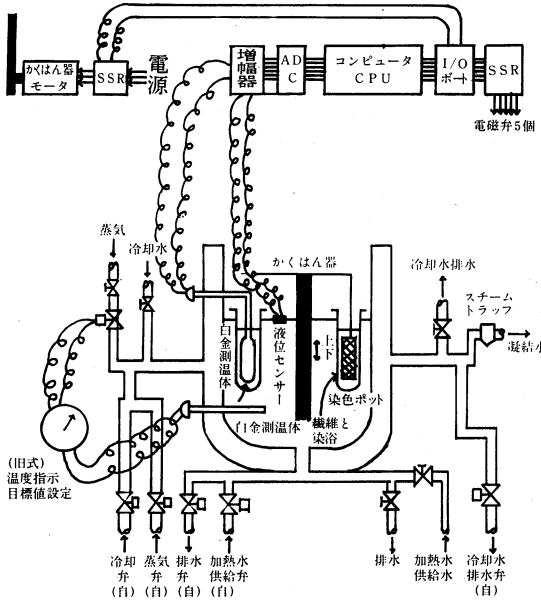 かくはん器
モータ
SSR
電源
増幅器
AD
C
コンピュータ
CPU
I/O
ポート
SSR
電磁弁5個
蒸気
冷却水
かくはん器
冷却水排水
スチーム
トラップ
凝結水
白金測温体
液位センサー
上下
染色ポット
繊維と
染浴
白金測温体
(旧式)
温度指示
目標値設定
冷却
弁
(自)
蒸気
弁
(自)
排水
弁
(自)
加熱水
供給弁
(自)
排水
加熱水
供給水
冷却水
排水弁
(自)